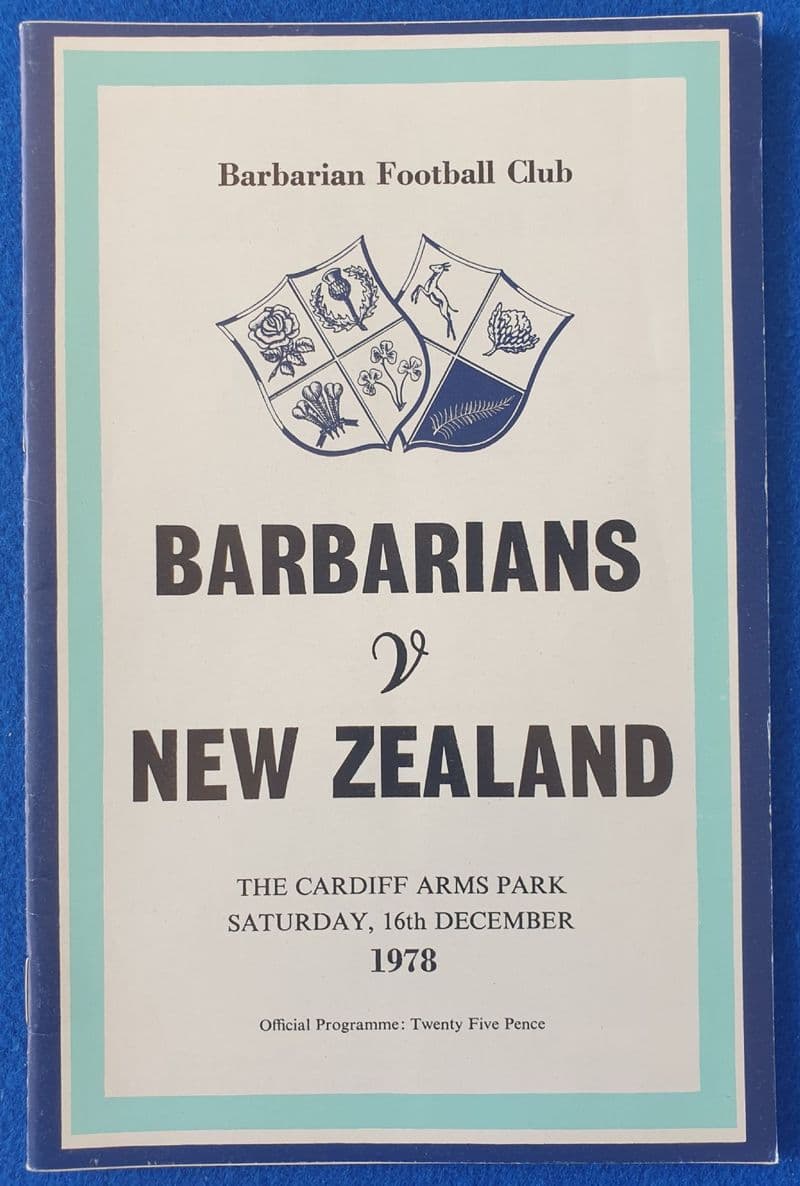 Barbarian Football Club
BARBARIANS
V
NEW ZEALAND
THE CARDIFF ARMS PARK
SATURDAY, 16th DECEMBER
1978
Official Programme: Twenty Five Pence